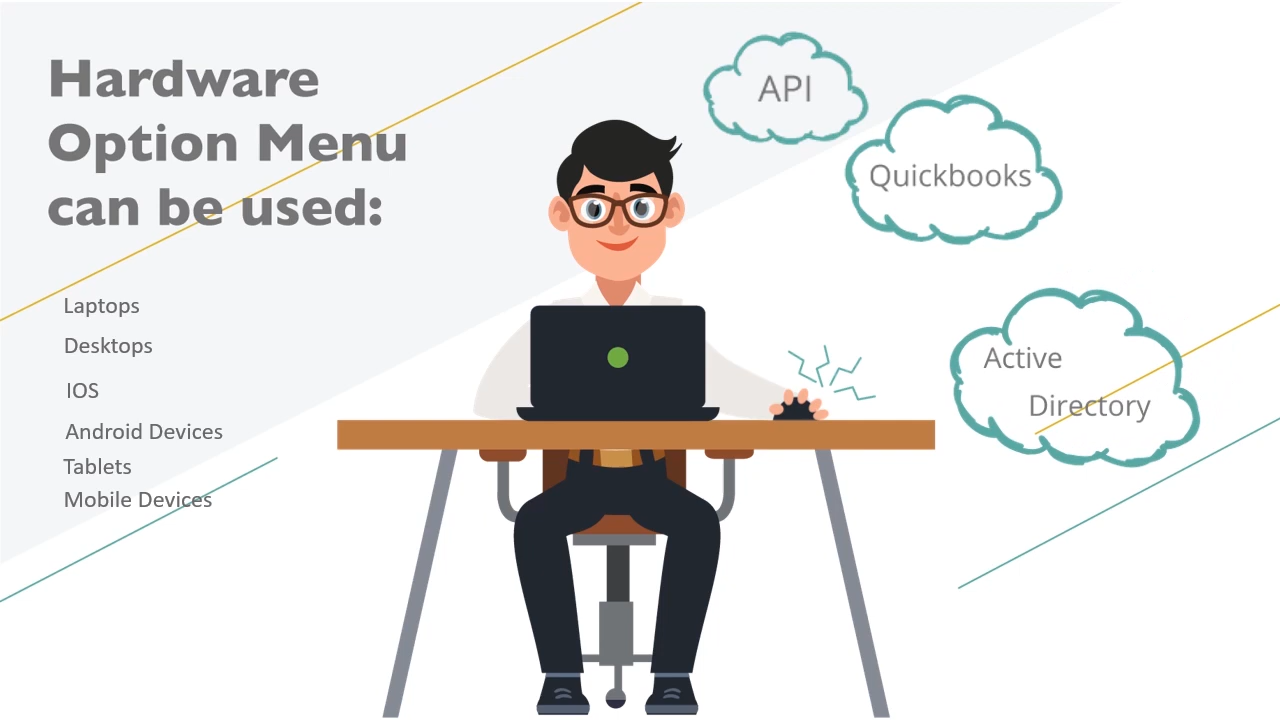 Hardware
Option Menu
can be used:
Laptops
Desktops
IOS
Android Devices
Tablets
Mobile Devices
API
Quickbooks
Active
Directory